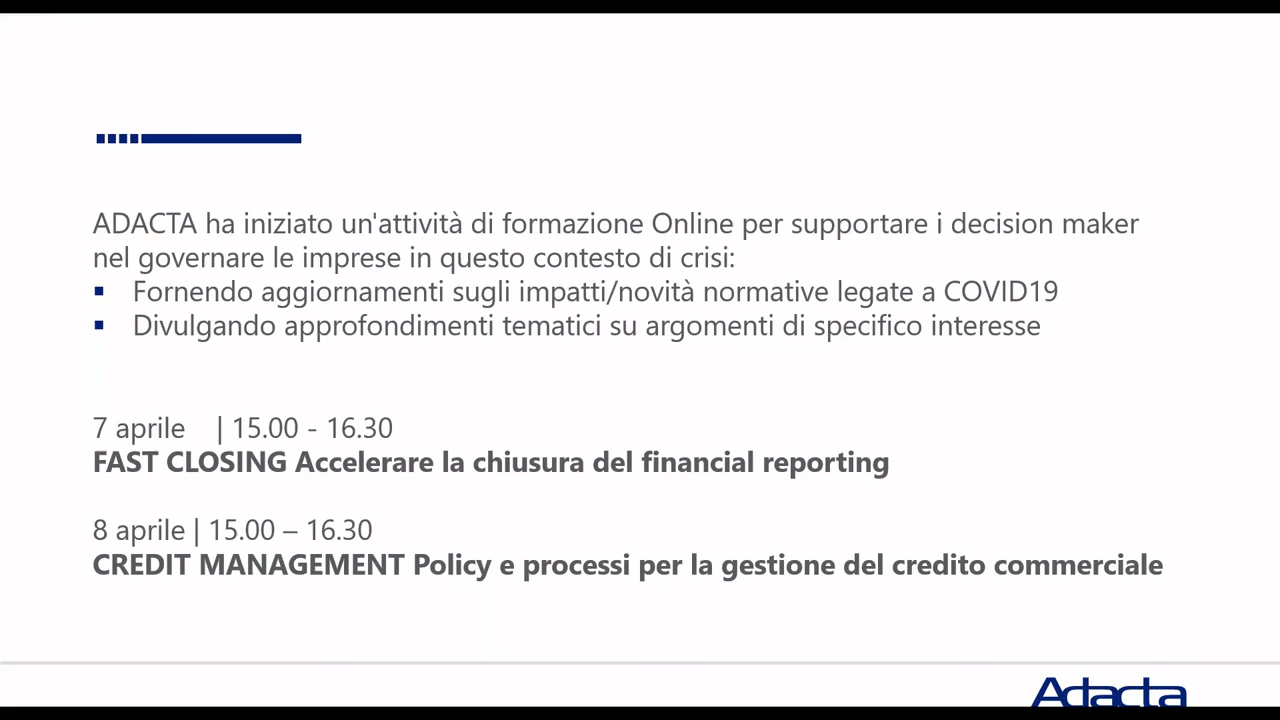 ADACTA ha iniziato un'attività di formazione Online per supportare i decision maker
nel governare le imprese in questo contesto di crisi:
▪ Fornendo aggiornamenti sugli impatti/novità normative legate a COVID19
▪ Divulgando approfondimenti tematici su argomenti di specifico interesse
7 aprile | 15.00 - 16.30
FAST CLOSING Accelerare la chiusura del financial reporting
8 aprile | 15.00 – 16.30
CREDIT MANAGEMENT Policy e processi per la gestione del credito commerciale
Adacta